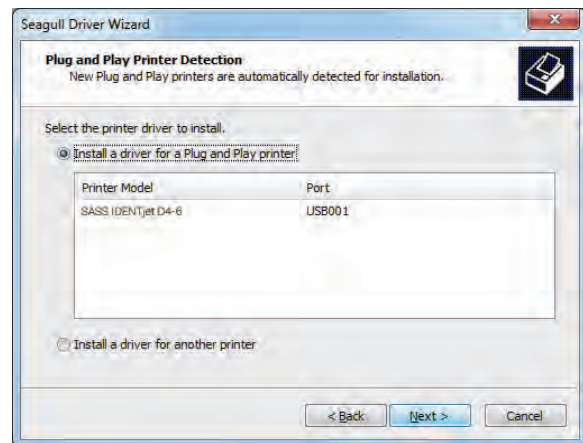 Seagull Driver Wizard
Plug and Play Printer Detection
New Plug and Play printers are automatically detected for installation.
Select the printer driver to install.
Install a driver for a Plug and Play printer
Printer Model Port
SASS IDENTjet D4-6 USB001
Install a driver for another printer
< Back Next > Cancel